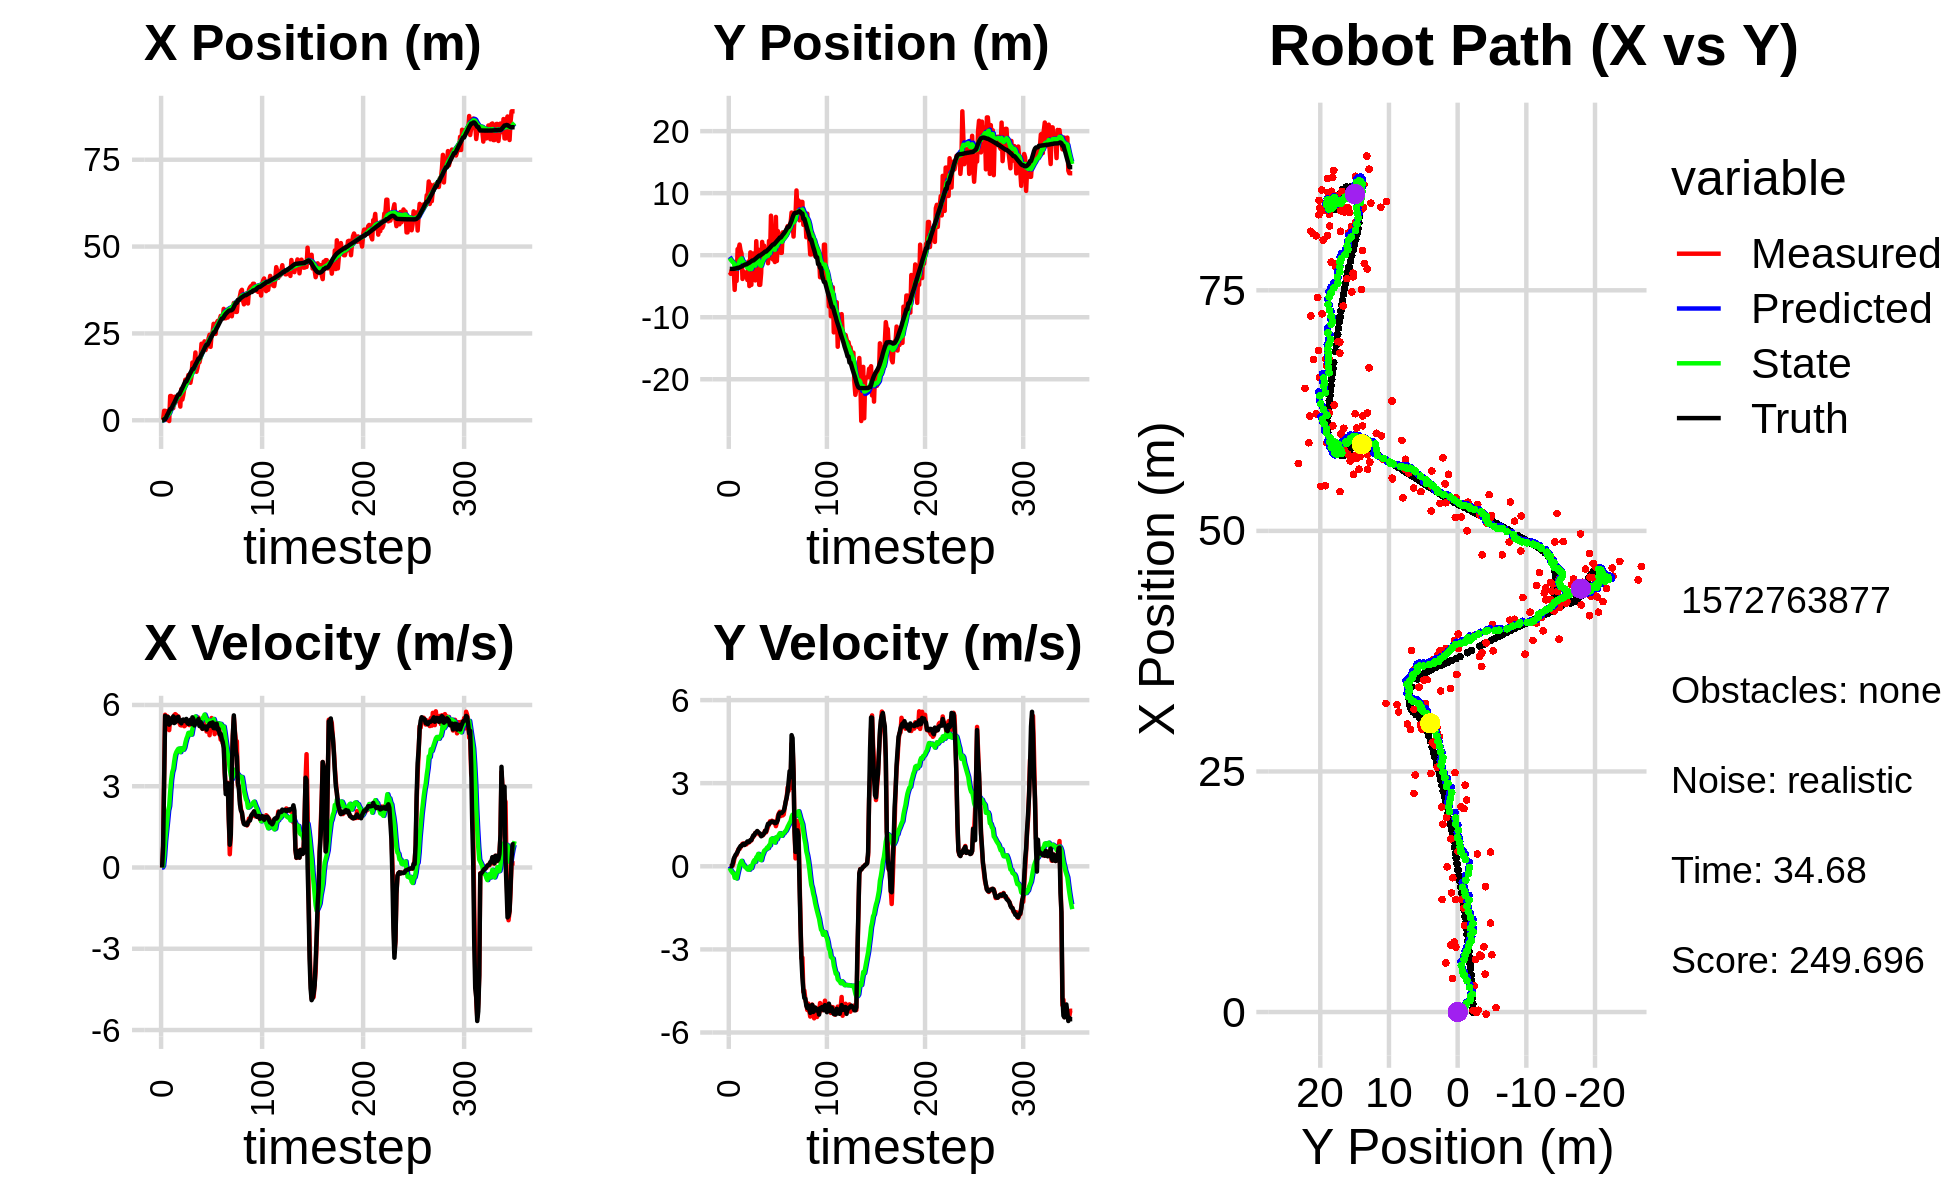 X Position (m)
75
50
25
0
0
100
200
300
timestep
Y Position (m)
20
10
0
-10
-20
0
100
200
300
timestep
X Velocity (m/s)
6
3
0
-3
-6
0
100
200
300
timestep
Y Velocity (m/s)
6
3
0
-3
-6
0
100
200
300
timestep
Robot Path (X vs Y)
X Position (m)
75
50
25
0
20 10 0 -10 -20
Y Position (m)
variable
Measured
Predicted
State
Truth
1572763877
Obstacles: none
Noise: realistic
Time: 34.68
Score: 249.696